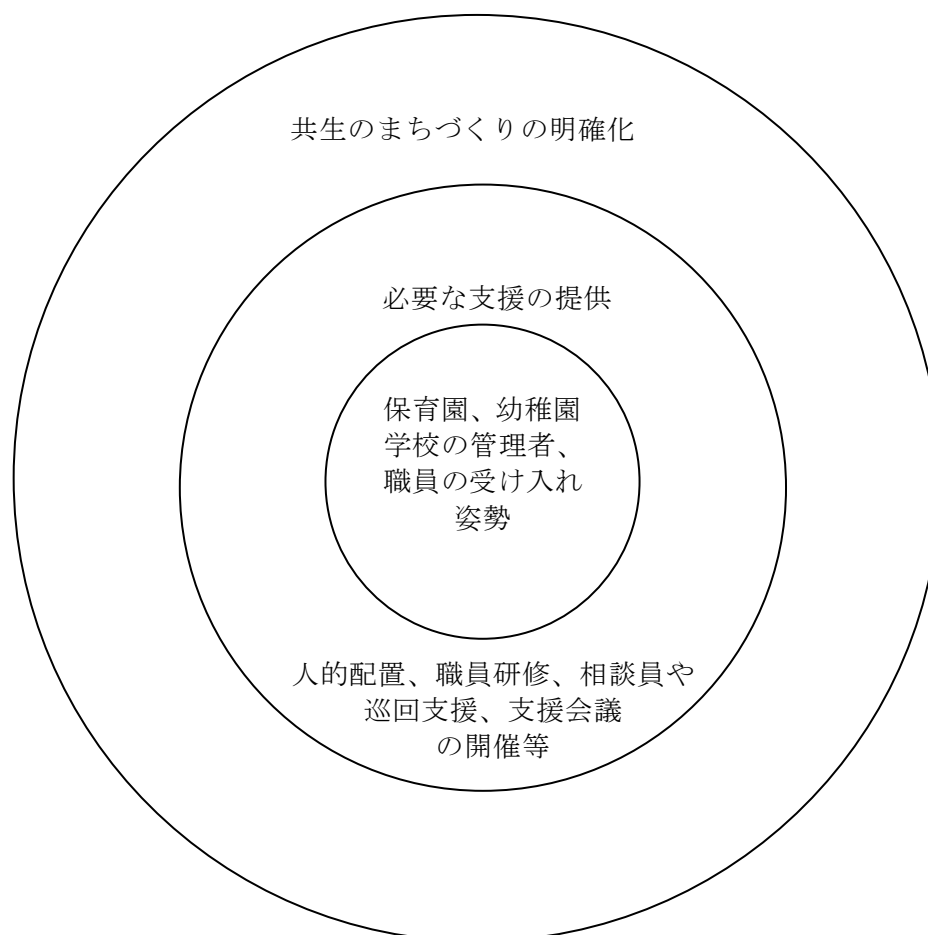 共生のまちづくりの明確化
必要な支援の提供
保育園、幼稚園
学校の管理者、
職員の受け入れ
姿勢
人的配置、職員研修、相談員や
巡回支援、支援会議
の開催等